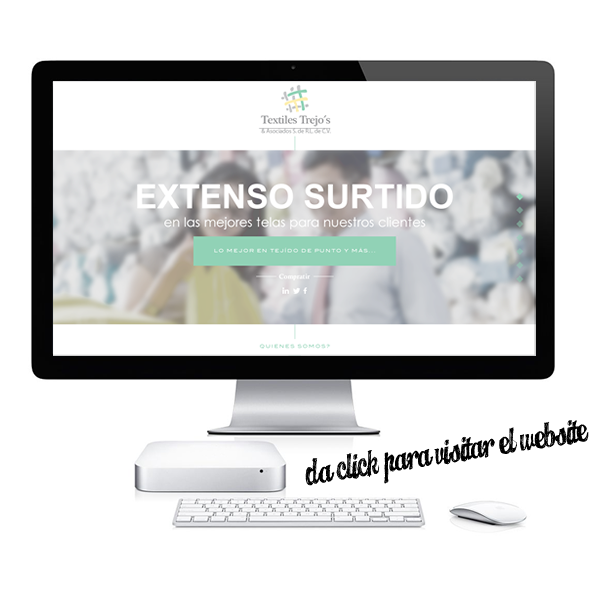 Textiles Trejo's
& Asociados S. de R.L. de C.V.
EXTENSO SURTIDO
en las mejores telas para nuestros clientes
LO MEJOR EN TEJIDO DE PUNTO Y MÁS...
Compartir
QUIENES SOMOS?
da click para visitar el website